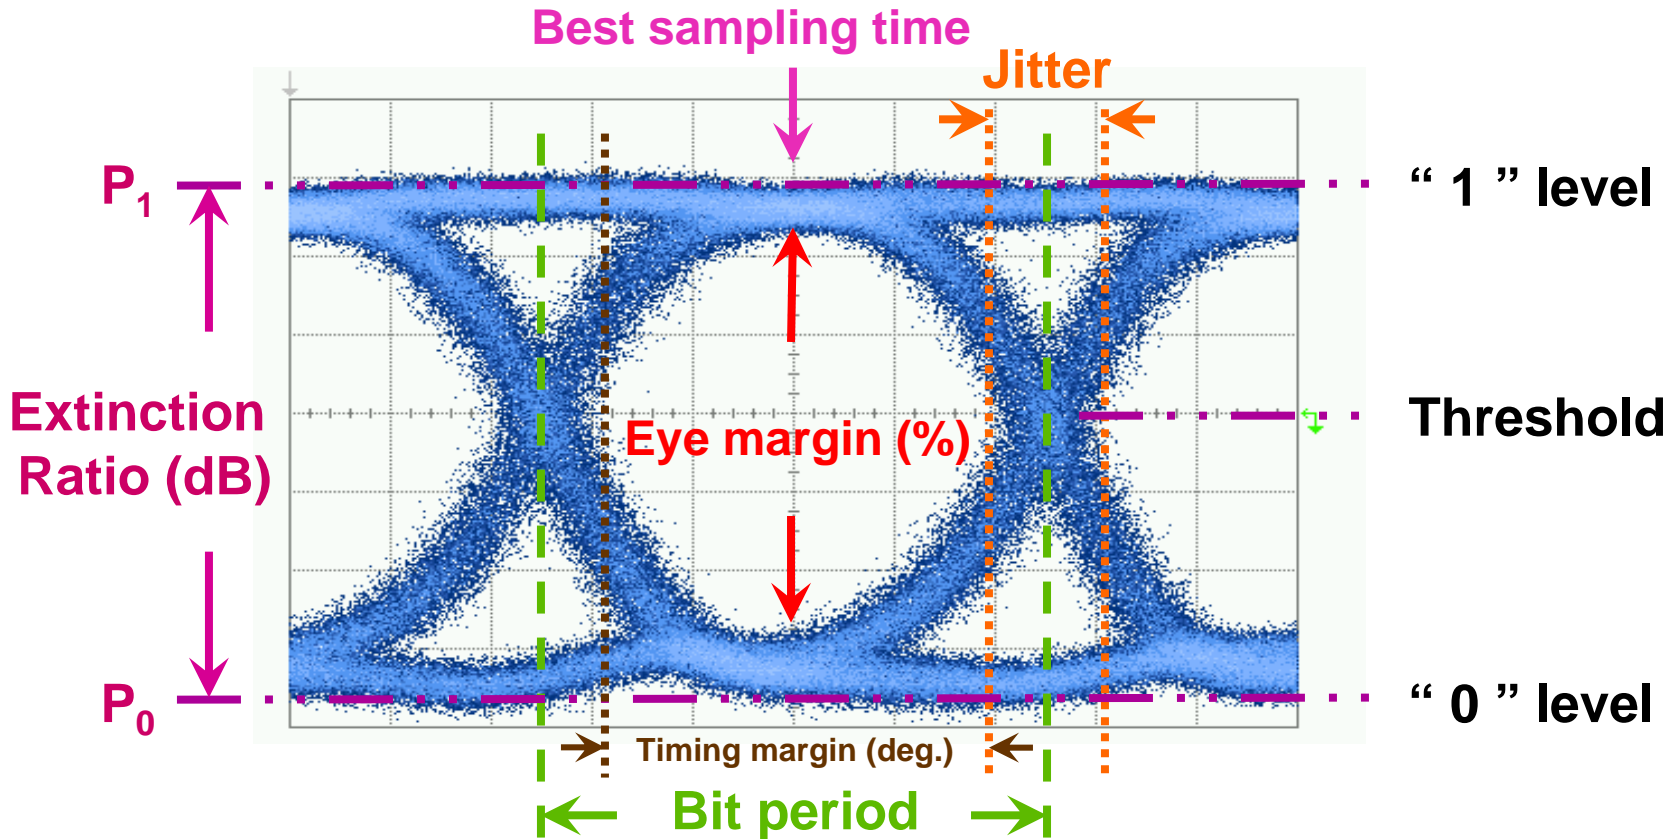 Best sampling time
Jitter
P1
“ 1 ” level
Extinction
Ratio (dB)
Eye margin (%)
Threshold
P0
“ 0 ” level
Timing margin (deg.)
Bit period